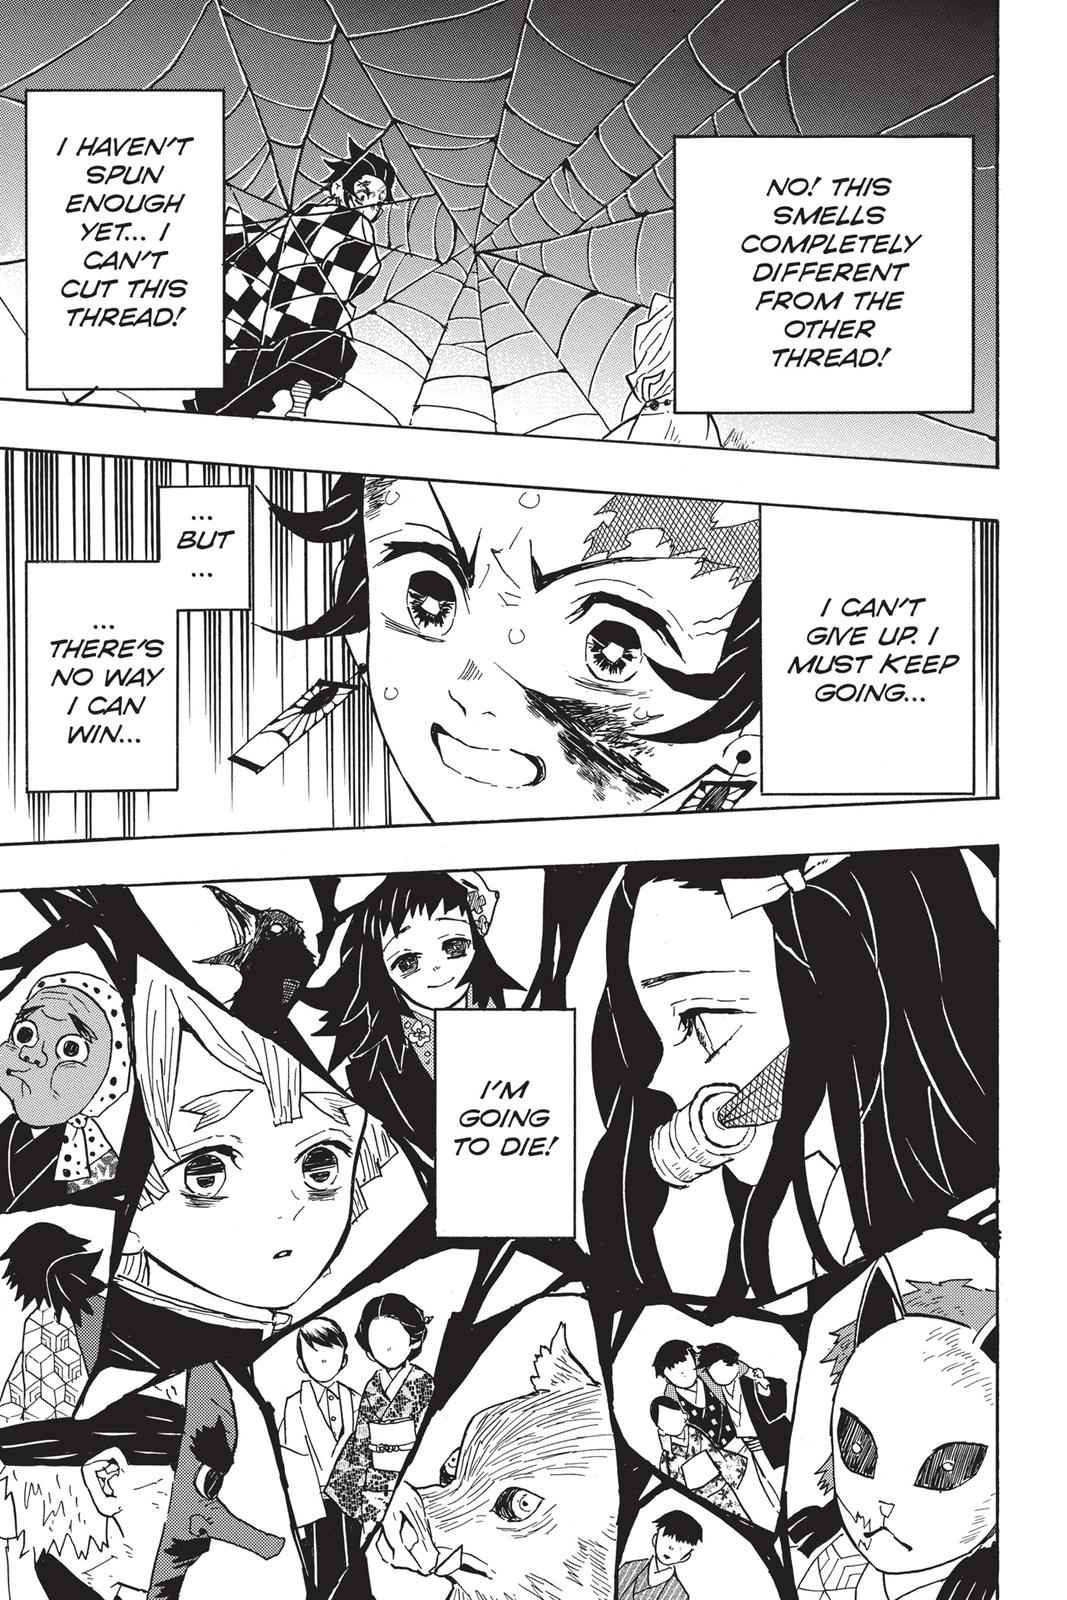 NO! THIS
SMELLS
COMPLETELY
DIFFERENT
FROM THE
OTHER
THREAD!
I HAVEN'T
SPUN
ENOUGH
YET... I
CAN'T
CUT THIS
THREAD!
I CAN'T
GIVE UP. I
MUST KEEP
GOING...
...
BUT
...
...
THERE'S
NO WAY
I CAN
WIN...
I'M
GOING
TO DIE!